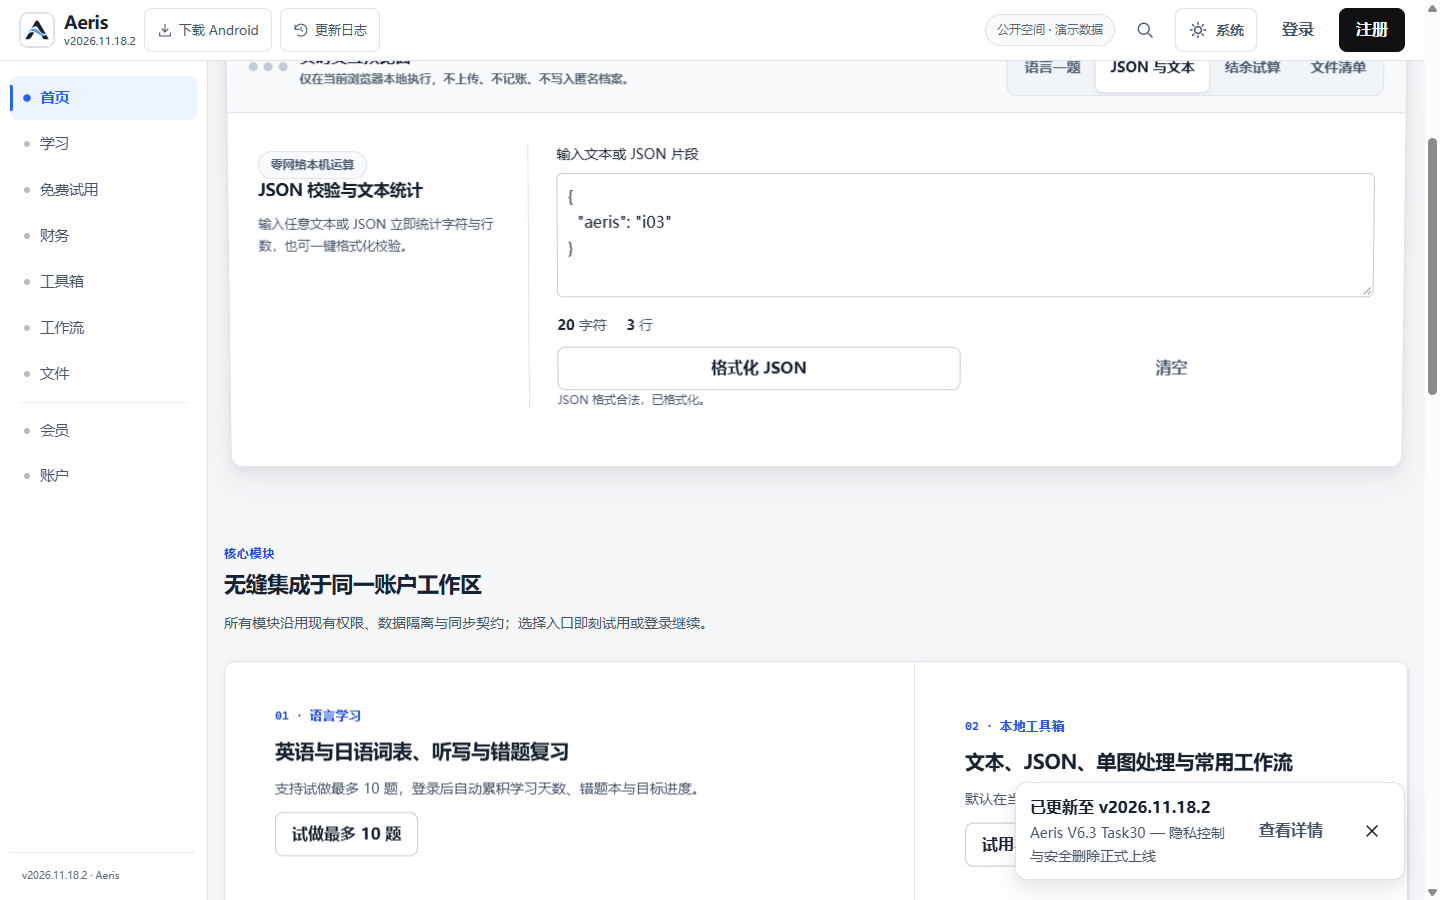 Aeris
v2026.11.18.2
下载 Android
更新日志
公开空间 · 演示数据
系统
登录
注册
首页
学习
免费试用
财务
工具箱
工作流
文件
会员
账户
v2026.11.18.2 · Aeris
仅在当前浏览器本地执行，不上传、不记账、不写入匿名档案。
语言一题
JSON 与文本
结余试算
文件清单
零网络本机运算
JSON 校验与文本统计
输入任意文本或 JSON 立即统计字符与行
数，也可一键格式化校验。
输入文本或 JSON 片段
{
"aeris": "i03"
}
20 字符 3 行
格式化 JSON
清空
JSON 格式合法，已格式化。
核心模块
无缝集成于同一账户工作区
所有模块沿用现有权限、数据隔离与同步契约；选择入口即刻试用或登录继续。
01 · 语言学习
英语与日语词表、听写与错题复习
支持试做最多 10 题，登录后自动累积学习天数、错题本与目标进度。
试做最多 10 题
02 · 本地工具箱
文本、JSON、单图处理与常用工作流
默认在当
试用
已更新至 v2026.11.18.2
Aeris V6.3 Task30 — 隐私控制
与安全删除正式上线
查看详情